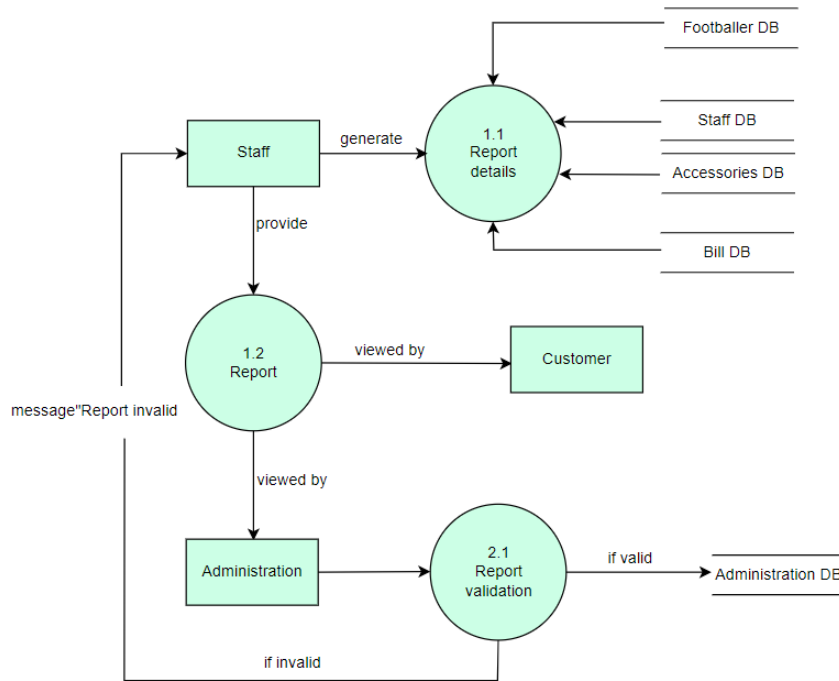 Footballer DB
1.1
Report
details
Staff DB
generate
Staff
Accessories DB
provide
Bill DB
1.2
Report
viewed by
Customer
message"Report invalid
viewed by
2.1
Report
validation
if valid
Administration
Administration DB
if invalid